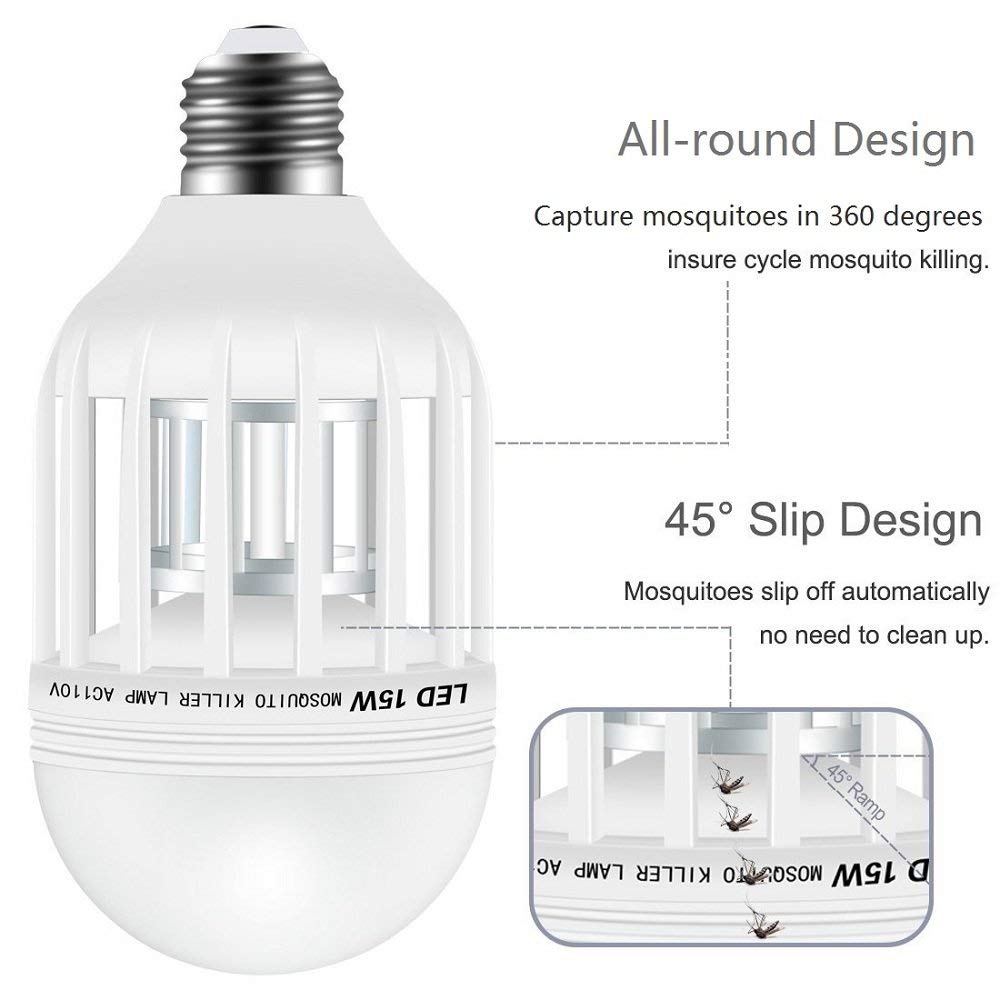 All-round Design
Capture mosquitoes in 360 degrees
insure cycle mosquito killing.
45° Slip Design
Mosquitoes slip off automatically
no need to clean up.
LED 15W MOSQUITO KILLER LAMP AC110V
45° Ramp
D 15W MOSQUITO KILLER LAMP AC1